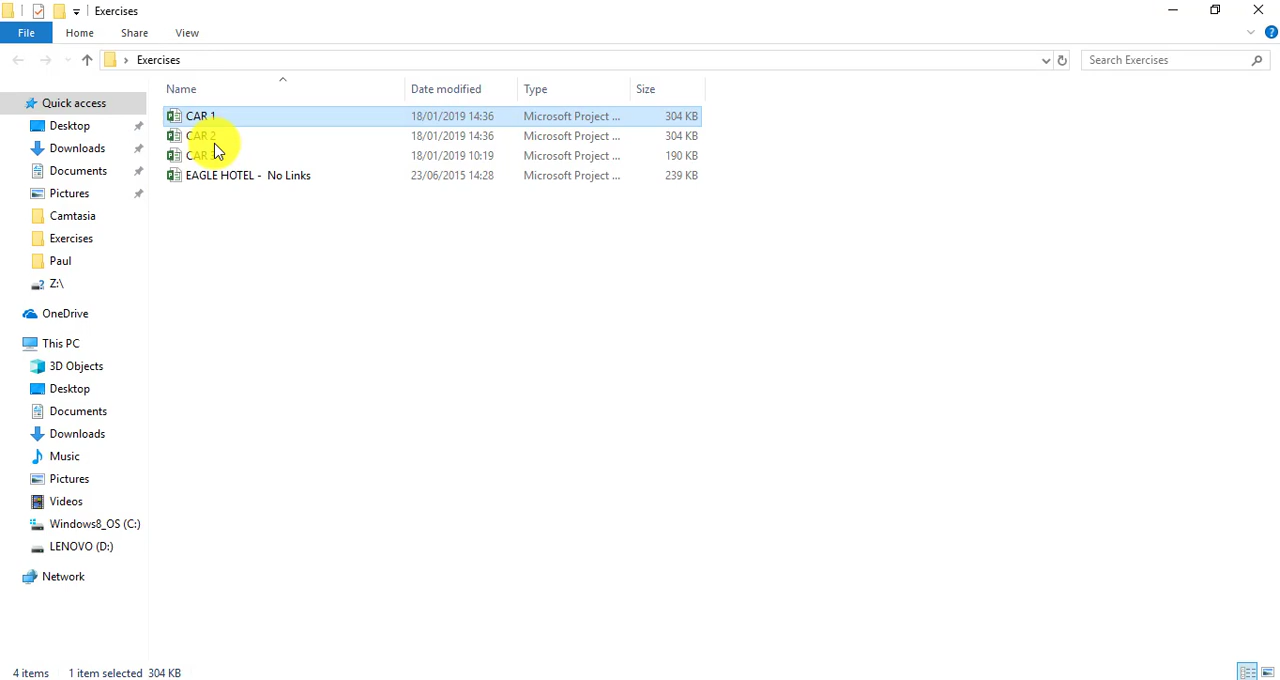 Exercises
File Home Share View
Exercises
Search Exercises
Name Date modified Type Size
Quick access
Desktop
Downloads
Documents
Pictures
Camtasia
Exercises
Paul
Z:\
OneDrive
This PC
3D Objects
Desktop
Documents
Downloads
Music
Pictures
Videos
Windows8_OS (C:)
LENOVO (D:)
Network
CAR 1 18/01/2019 14:36 Microsoft Project ... 304 KB
CAR 2 18/01/2019 14:36 Microsoft Project ... 304 KB
CAR 18/01/2019 10:19 Microsoft Project ... 190 KB
EAGLE HOTEL - No Links 23/06/2015 14:28 Microsoft Project ... 239 KB
4 items 1 item selected 304 KB